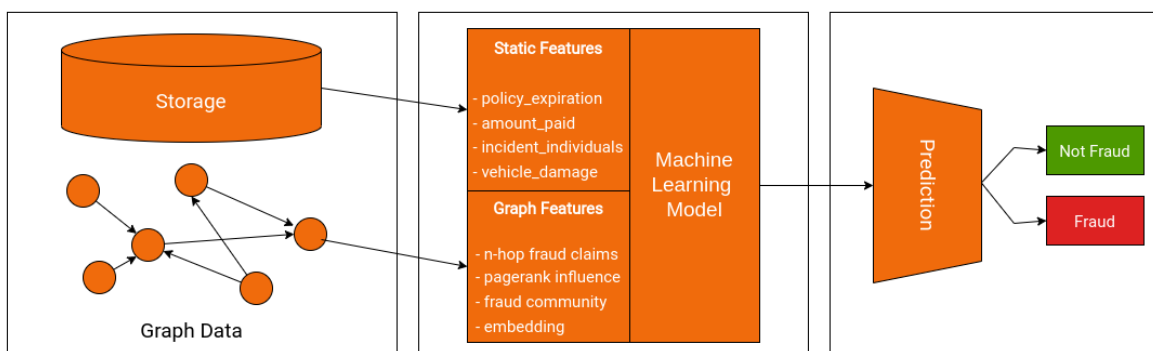 Storage
Graph Data
Static Features
- policy_expiration
- amount_paid
- incident_individuals
- vehicle_damage
Graph Features
- n-hop fraud claims
- pagerank influence
- fraud community
- embedding
Machine
Learning
Model
Prediction
Not Fraud
Fraud